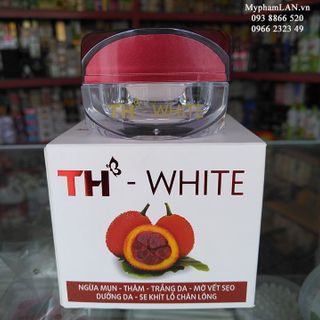 MyphamLAN.vn
093 8866 520
0966 2323 49
TH - WHITE
TH - WHITE
NGỪA MỤN - THÂM - TRẮNG DA - MỜ VẾT SẸO
DƯỠNG DA - SE KHÍT LỖ CHÂN LÔNG